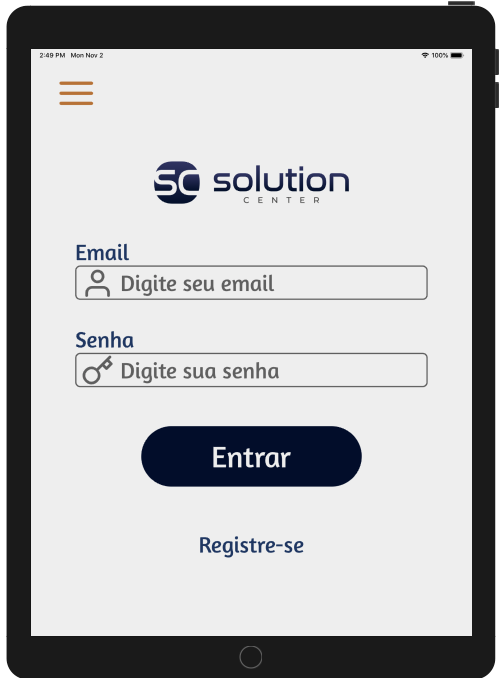 2:49 PM Mon Nov 2 100%
SC solution
CENTER
Email
Digite seu email
Senha
Digite sua senha
Entrar
Registre-se